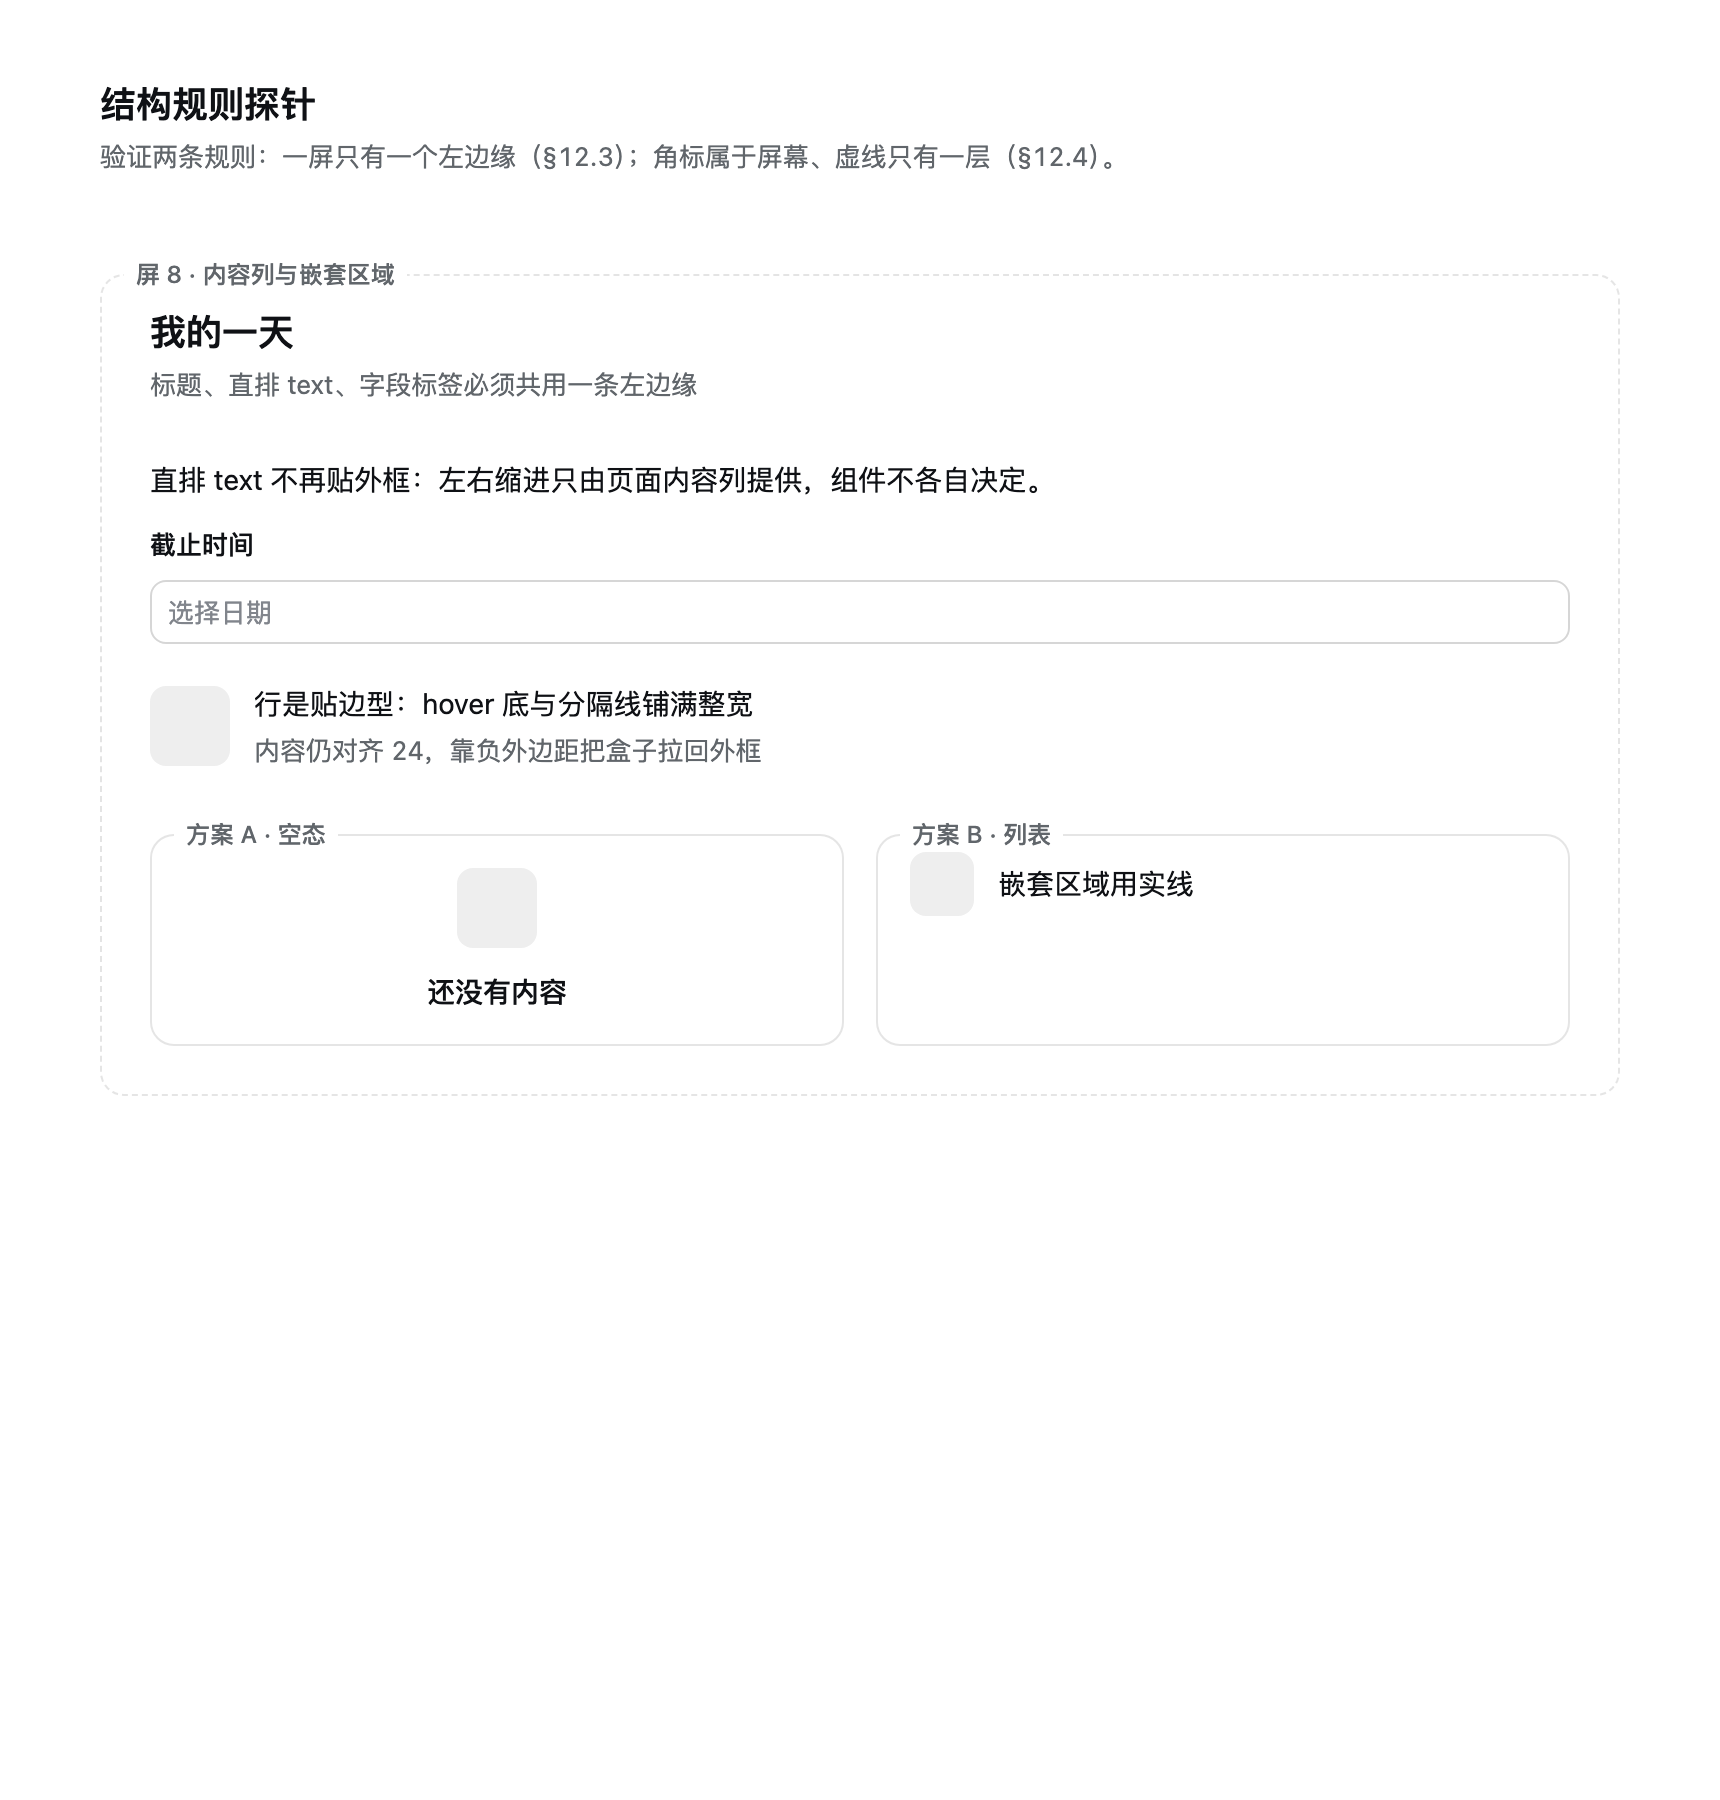 结构规则探针
验证两条规则：一屏只有一个左边缘（§12.3）；角标属于屏幕、虚线只有一层（§12.4）。
屏 8 · 内容列与嵌套区域
我的一天
标题、直排 text、字段标签必须共用一条左边缘
直排 text 不再贴外框：左右缩进只由页面内容列提供，组件不各自决定。
截止时间
选择日期
行是贴边型：hover 底与分隔线铺满整宽
内容仍对齐 24，靠负外边距把盒子拉回外框
方案 A · 空态
还没有内容
方案 B · 列表
嵌套区域用实线